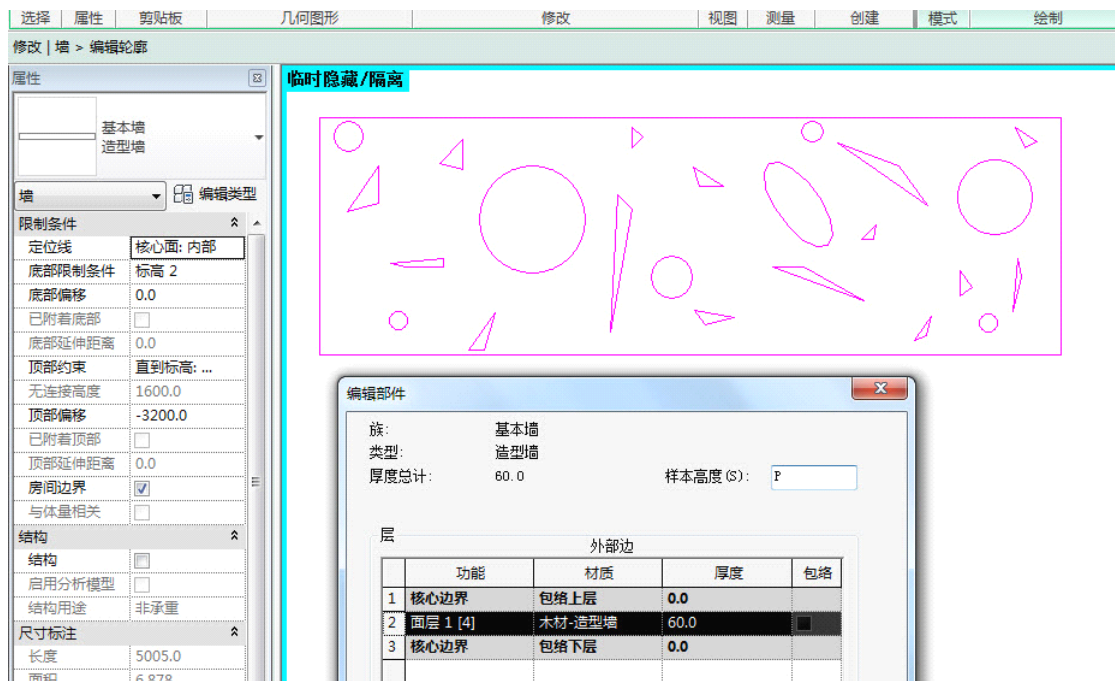 选择 属性 剪贴板 几何图形 修改 视图 测量 创建 模式 绘制
修改 | 墙 > 编辑轮廓
属性
临时隐藏/隔离
基本墙
造型墙
墙 编辑类型
限制条件
定位线 核心面: 内部
底部限制条件 标高 2
底部偏移 0.0
已附着底部
底部延伸距离 0.0
顶部约束 直到标高: ...
无连接高度 1600.0
顶部偏移 -3200.0
已附着顶部
顶部延伸距离 0.0
房间边界
与体量相关
结构
结构
启用分析模型
结构用途 非承重
尺寸标注
长度 5005.0
面积 6.878
编辑部件
族: 基本墙
类型: 造型墙
厚度总计: 60.0 样本高度(S): P
层
外部边
功能 材质 厚度 包络
1 核心边界 包络上层 0.0
2 面层 1 [4] 木材-造型墙 60.0
3 核心边界 包络下层 0.0